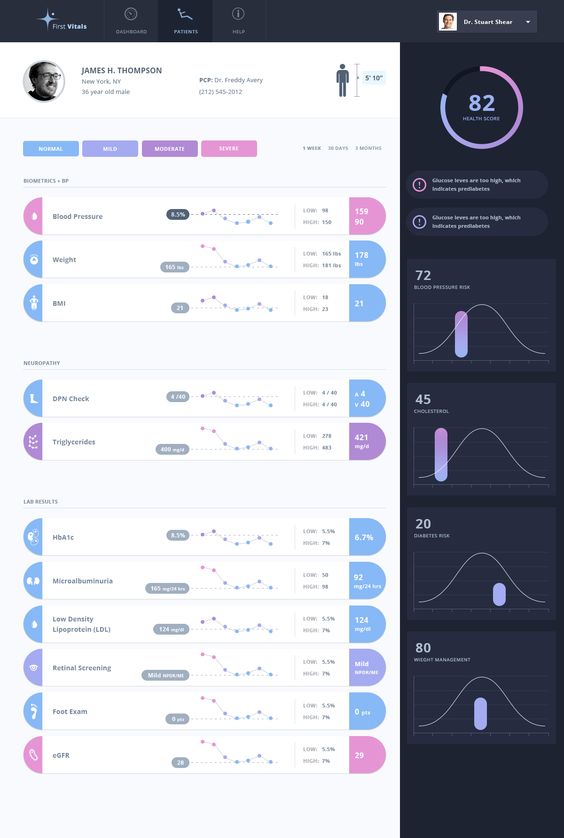 First Vitals
DASHBOARD
PATIENTS
HELP
Dr. Stuart Shear
JAMES H. THOMPSON
New York, NY
36 year old male
PCP: Dr. Freddy Avery
(212) 545-2012
5' 10"
NORMAL
MILD
MODERATE
SEVERE
1 WEEK
30 DAYS
3 MONTHS
BIOMETRICS + BP
Blood Pressure
8.5%
LOW: 98
HIGH: 150
159
90
Weight
165 lbs
LOW: 165 lbs
HIGH: 181 lbs
178
lbs
BMI
21
LOW: 18
HIGH: 23
21
NEUROPATHY
DPN Check
4 /40
LOW: 4 / 40
HIGH: 4 / 40
A 4
V 40
Triglycerides
400 mg/d
LOW: 278
HIGH: 483
421
mg/d
LAB RESULTS
HbA1c
8.5%
LOW: 5.5%
HIGH: 7%
6.7%
Microalbuminuria
165 mg/24 hrs
LOW: 50
HIGH: 98
92
mg/24 hrs
Low Density
Lipoprotein (LDL)
124 mg/dl
LOW: 5.5%
HIGH: 7%
124
mg/dl
Retinal Screening
Mild NPDR/ME
LOW: 5.5%
HIGH: 7%
Mild
NPDR/ME
Foot Exam
0 pts
LOW: 5.5%
HIGH: 7%
0 pts
eGFR
28
LOW: 5.5%
HIGH: 7%
29
82
HEALTH SCORE
Glucose leves are too high, which
indicates prediabetes
Glucose leves are too high, which
indicates prediabetes
72
BLOOD PRESSURE RISK
45
CHOLESTEROL
20
DIABETES RISK
80
WIEGHT MANAGEMENT